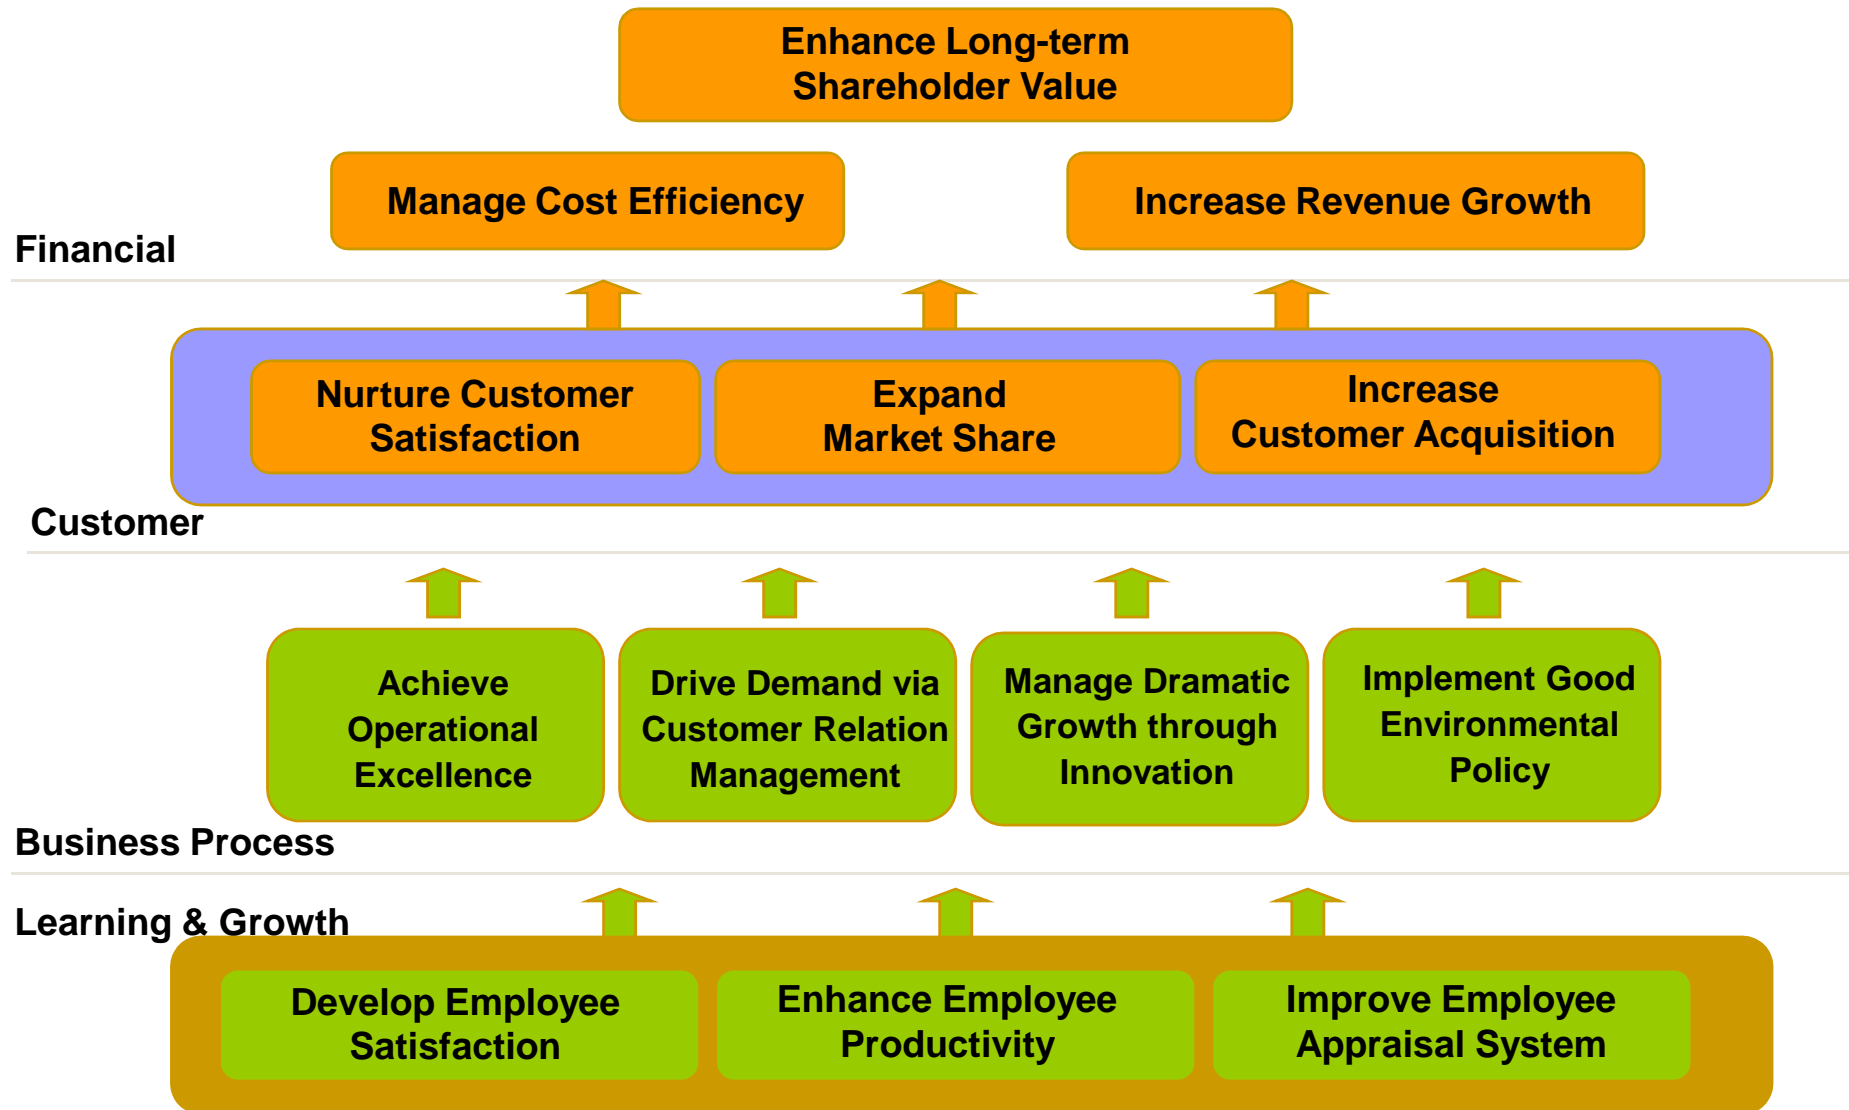 Enhance Long-term
Shareholder Value
Manage Cost Efficiency
Increase Revenue Growth
Financial
Nurture Customer
Satisfaction
Expand
Market Share
Increase
Customer Acquisition
Customer
Achieve
Operational
Excellence
Drive Demand via
Customer Relation
Management
Manage Dramatic
Growth through
Innovation
Implement Good
Environmental
Policy
Business Process
Learning & Growth
Develop Employee
Satisfaction
Enhance Employee
Productivity
Improve Employee
Appraisal System